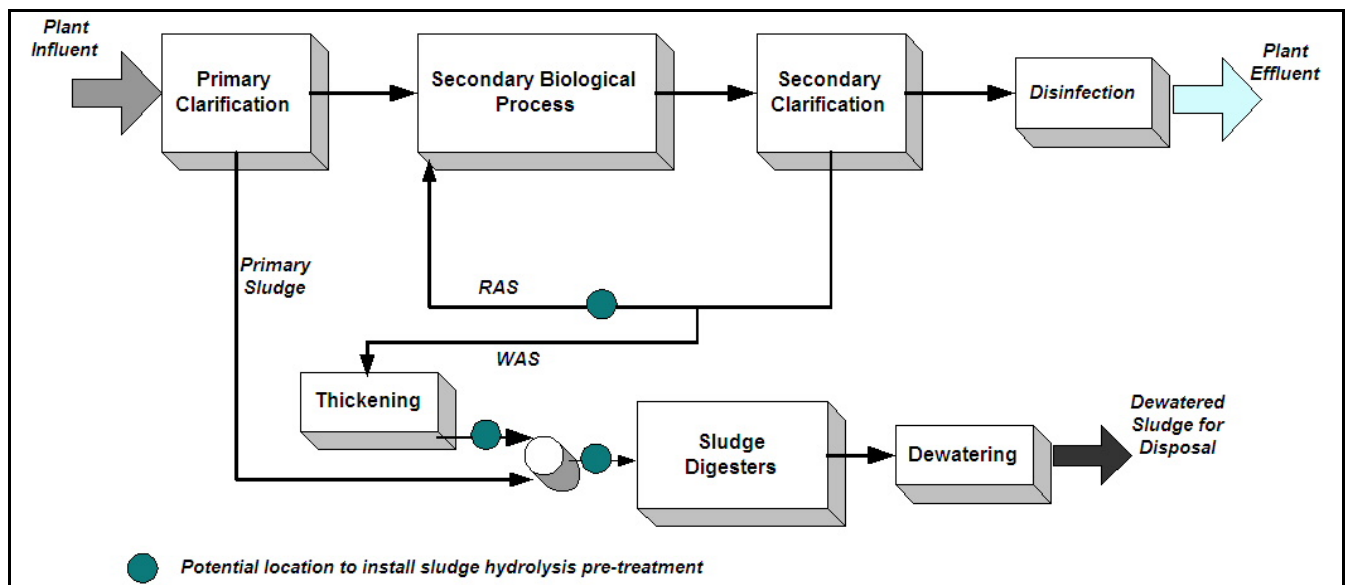 Plant
Influent
Primary
Clarification
Secondary Biological
Process
Secondary
Clarification
Disinfection
Plant
Effluent
Primary
Sludge
RAS
WAS
Thickening
Sludge
Digesters
Dewatering
Dewatered
Sludge for
Disposal
Potential location to install sludge hydrolysis pre-treatment